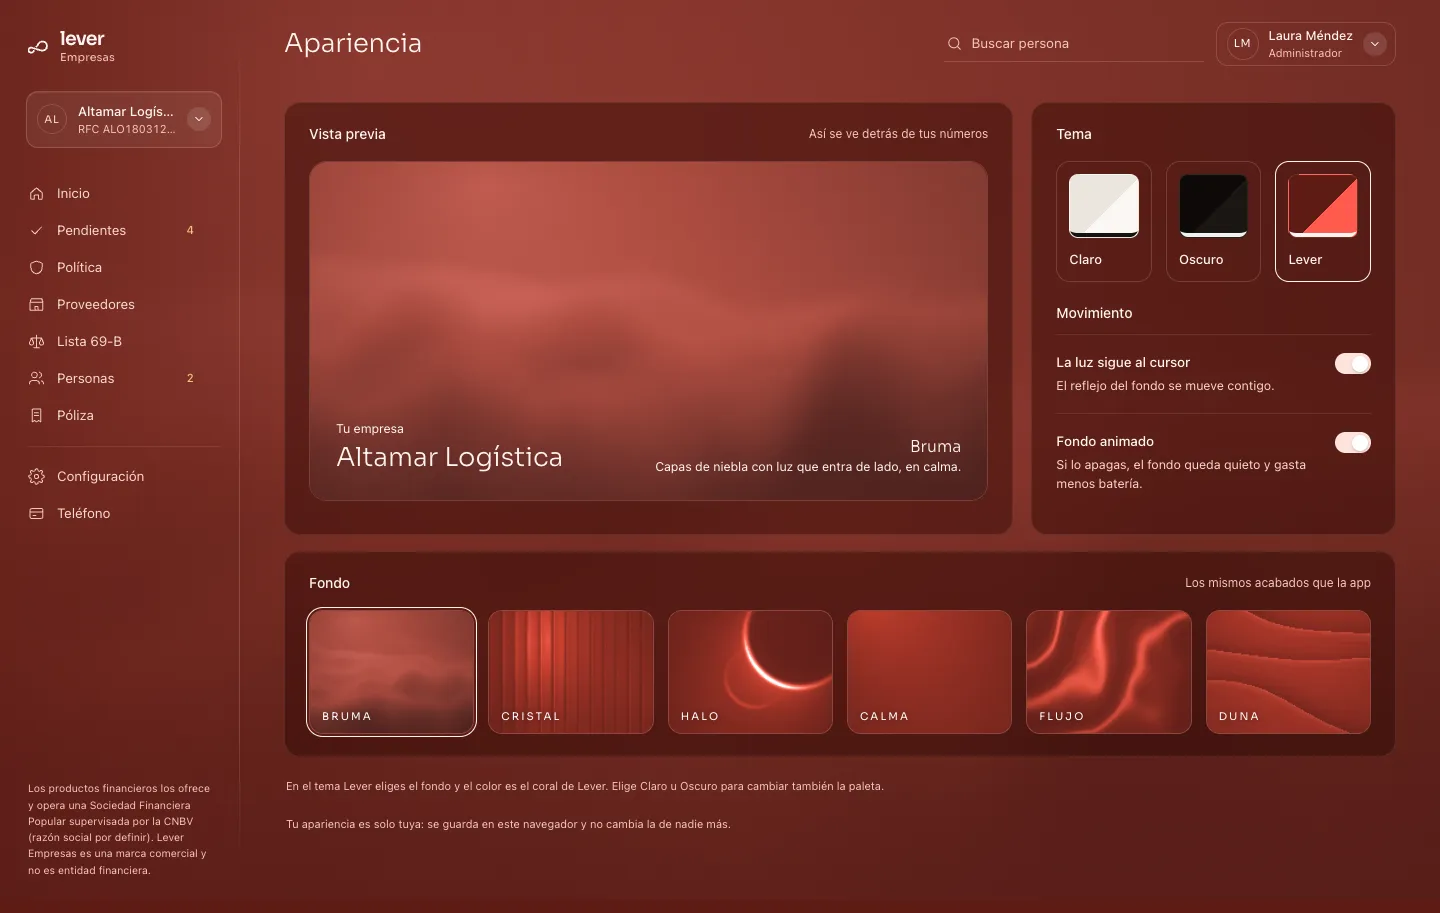 lever
Empresas
AL
Altamar Logís...
RFC ALO180312...
Inicio
Pendientes 4
Política
Proveedores
Lista 69-B
Personas 2
Póliza
Configuración
Teléfono
Los productos financieros los ofrece
y opera una Sociedad Financiera
Popular supervisada por la CNBV
(razón social por definir). Lever
Empresas es una marca comercial y
no es entidad financiera.
Apariencia
Buscar persona
LM
Laura Méndez
Administrador
Vista previa
Así se ve detrás de tus números
Tu empresa
Altamar Logística
Bruma
Capas de niebla con luz que entra de lado, en calma.
Tema
Claro
Oscuro
Lever
Movimiento
La luz sigue al cursor
El reflejo del fondo se mueve contigo.
Fondo animado
Si lo apagas, el fondo queda quieto y gasta
menos batería.
Fondo
Los mismos acabados que la app
BRUMA
CRISTAL
HALO
CALMA
FLUJO
DUNA
En el tema Lever eliges el fondo y el color es el coral de Lever. Elige Claro u Oscuro para cambiar también la paleta.
Tu apariencia es solo tuya: se guarda en este navegador y no cambia la de nadie más.